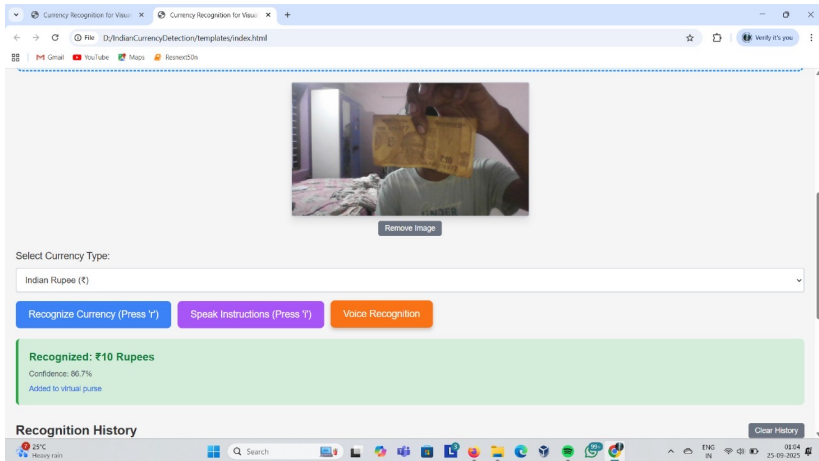 Currency Recognition for Visua
Currency Recognition for Visua
File D:/IndianCurrencyDetection/templates/index.html
Verify it's you
Gmail YouTube Maps Resnext50n
UNDER
Remove Image
Select Currency Type:
Indian Rupee (₹)
Recognize Currency (Press 'r') Speak Instructions (Press 'i') Voice Recognition
Recognized: ₹10 Rupees
Confidence: 86.7%
Added to virtual purse
Recognition History
Clear History
7 25°C
Heavy rain
Search
99+
ENG
IN
01:04
25-09-2025